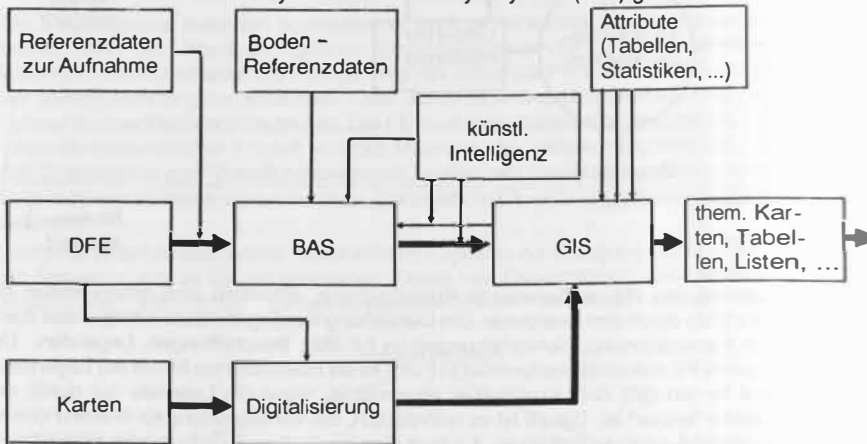 Referenzdaten
zur Aufnahme
Boden –
Referenzdaten
Attribute
(Tabellen,
Statistiken, ...)
künstl.
Intelligenz
DFE
BAS
GIS
them. Kar-
ten, Tabel-
len, Listen, ...
Karten
Digitalisierung